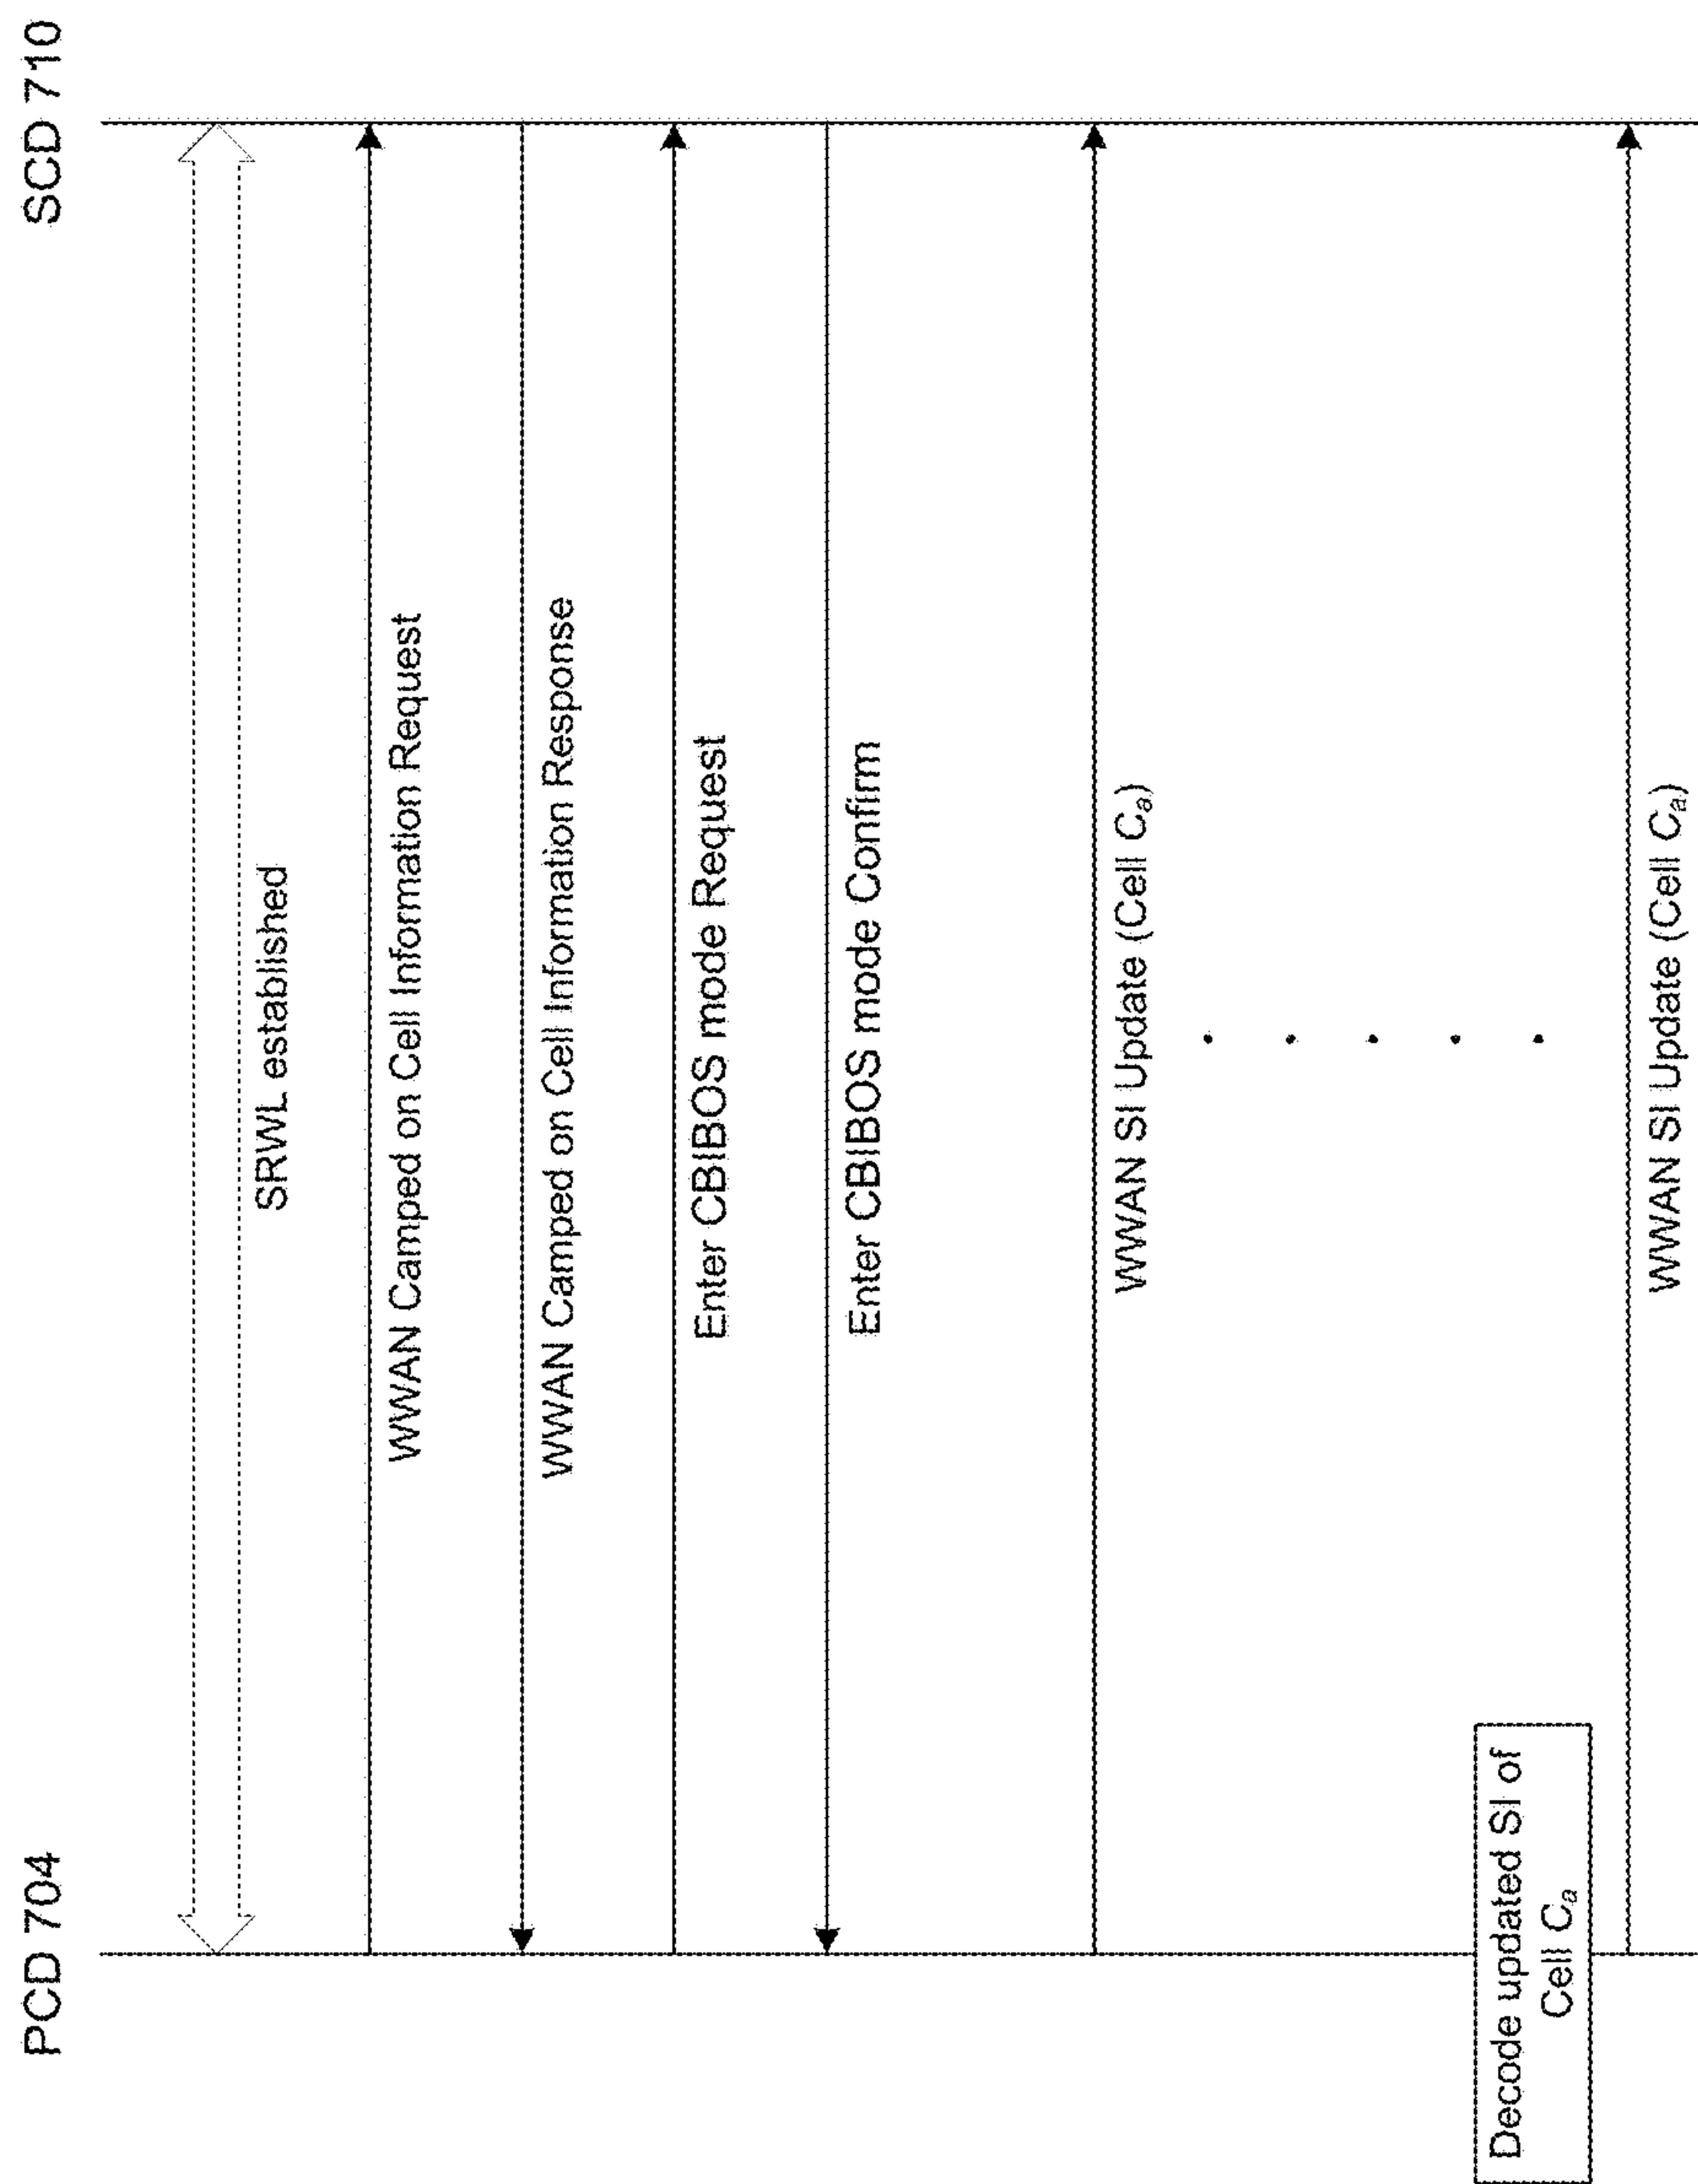 PCD 704
SCD 710
SRWL established
WWAN Camped on Cell Information Request
WWAN Camped on Cell Information Response
Enter CBIBOS mode Request
Enter CBIBOS mode Confirm
WWAN SI Update (Cell Ca)
Decode updated SI of
Cell Ca
WWAN SI Update (Cell Ca)